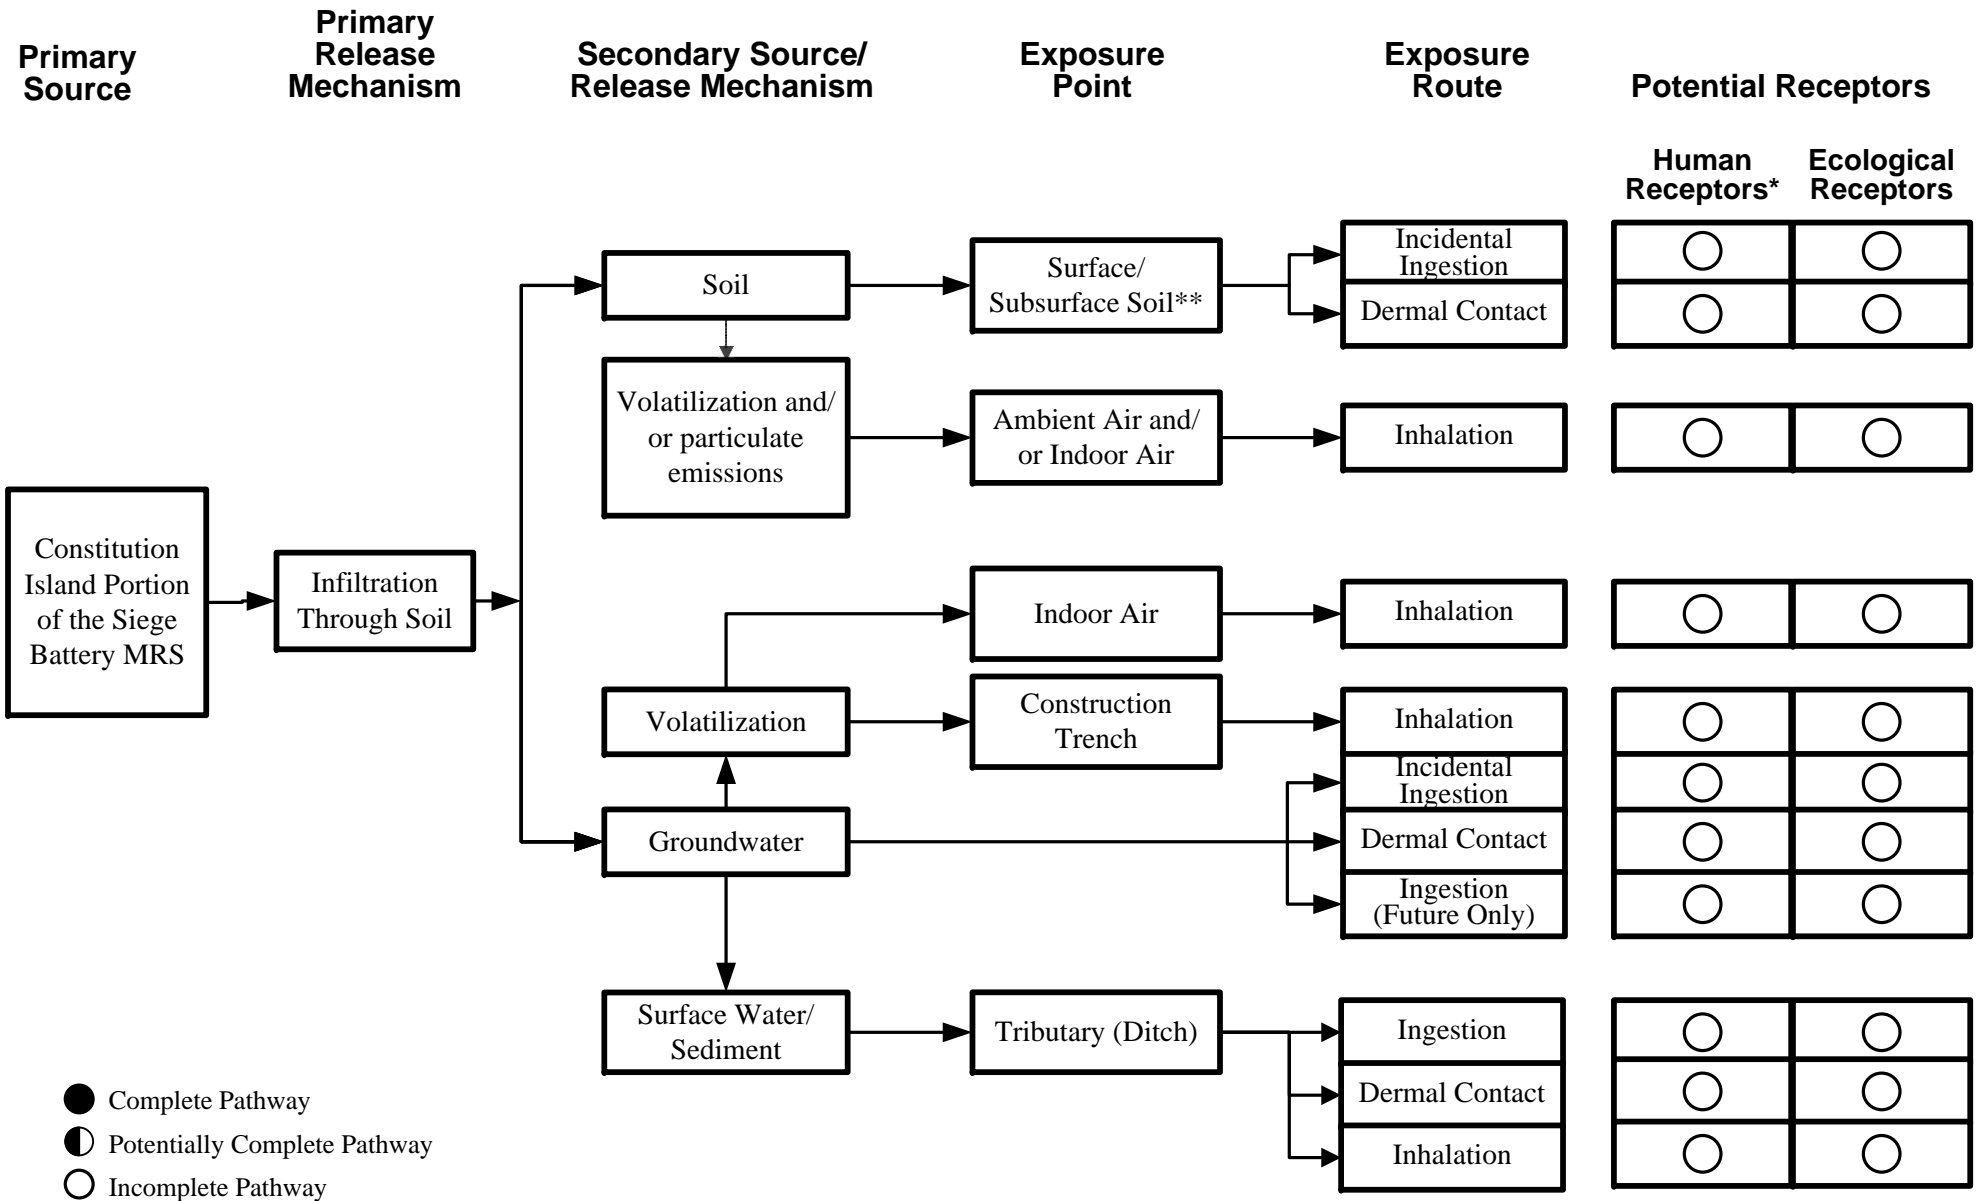 Primary
Source
Primary
Release
Mechanism
Secondary Source/
Release Mechanism
Exposure
Point
Exposure
Route
Potential Receptors
Human
Receptors*
Ecological
Receptors
Constitution
Island Portion
of the Siege
Battery MRS
Infiltration
Through Soil
Soil
Surface/
Subsurface Soil**
Incidental
Ingestion
Dermal Contact
Volatilization and/
or particulate
emissions
Ambient Air and/
or Indoor Air
Inhalation
Indoor Air
Inhalation
Volatilization
Construction
Trench
Inhalation
Incidental
Ingestion
Groundwater
Dermal Contact
Ingestion
(Future Only)
Surface Water/
Sediment
Tributary (Ditch)
Ingestion
Dermal Contact
Inhalation
Complete Pathway
Potentially Complete Pathway
Incomplete Pathway